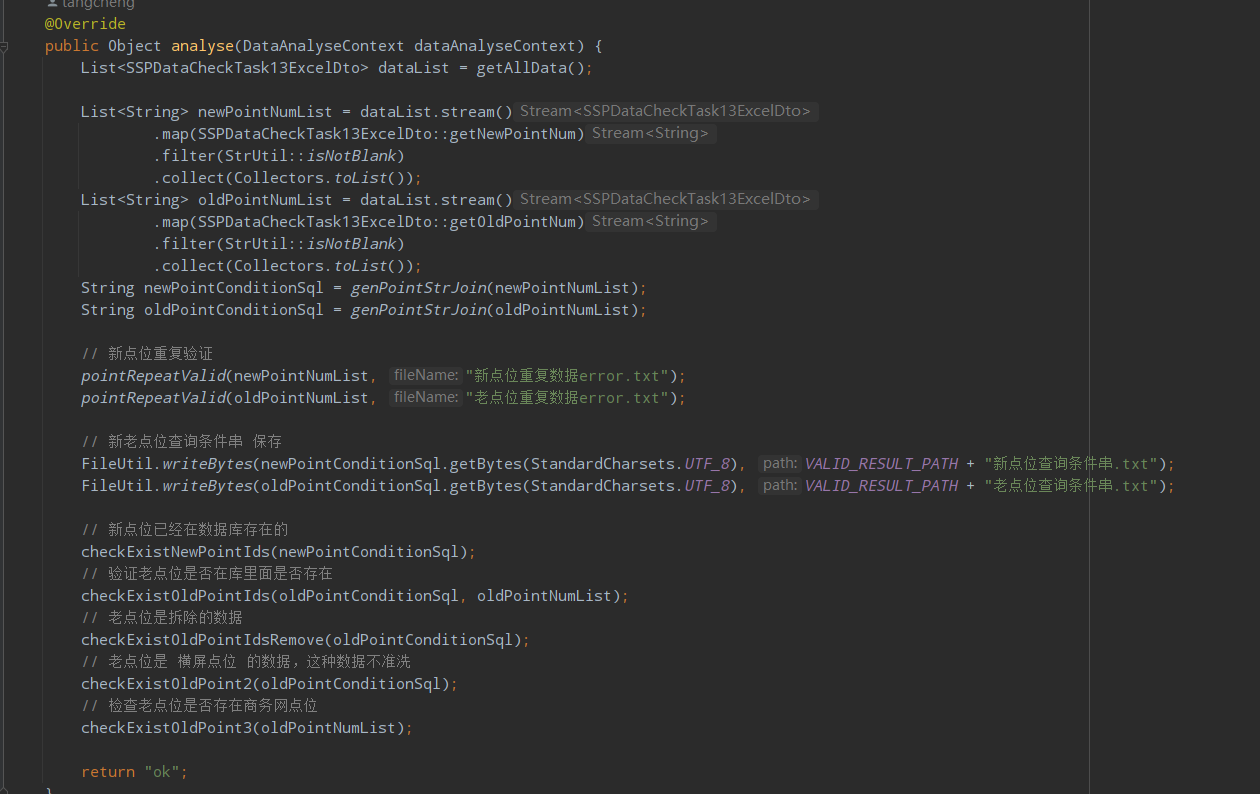 tangcheng
@Override
public Object analyse(DataAnalyseContext dataAnalyseContext) {
List<SSPDataCheckTask13ExcelDto> dataList = getAllData();
List<String> newPointNumList = dataList.stream() Stream<SSPDataCheckTask13ExcelDto>
.map(SSPDataCheckTask13ExcelDto::getNewPointNum) Stream<String>
.filter(StrUtil::isNotBlank)
.collect(Collectors.toList());
List<String> oldPointNumList = dataList.stream() Stream<SSPDataCheckTask13ExcelDto>
.map(SSPDataCheckTask13ExcelDto::getOldPointNum) Stream<String>
.filter(StrUtil::isNotBlank)
.collect(Collectors.toList());
String newPointConditionSql = genPointStrJoin(newPointNumList);
String oldPointConditionSql = genPointStrJoin(oldPointNumList);
// 新点位重复验证
pointRepeatValid(newPointNumList, fileName: "新点位重复数据error.txt");
pointRepeatValid(oldPointNumList, fileName: "老点位重复数据error.txt");
// 新老点位查询条件串 保存
FileUtil.writeBytes(newPointConditionSql.getBytes(StandardCharsets.UTF_8), path: VALID_RESULT_PATH + "新点位查询条件串.txt");
FileUtil.writeBytes(oldPointConditionSql.getBytes(StandardCharsets.UTF_8), path: VALID_RESULT_PATH + "老点位查询条件串.txt");
// 新点位已经在数据库存在的
checkExistNewPointIds(newPointConditionSql);
// 验证老点位是否在库里面是否存在
checkExistOldPointIds(oldPointConditionSql, oldPointNumList);
// 老点位是拆除的数据
checkExistOldPointIdsRemove(oldPointConditionSql);
// 老点位是 横屏点位 的数据，这种数据不准洗
checkExistOldPoint2(oldPointConditionSql);
// 检查老点位是否存在商务网点位
checkExistOldPoint3(oldPointNumList);
return "ok";
}